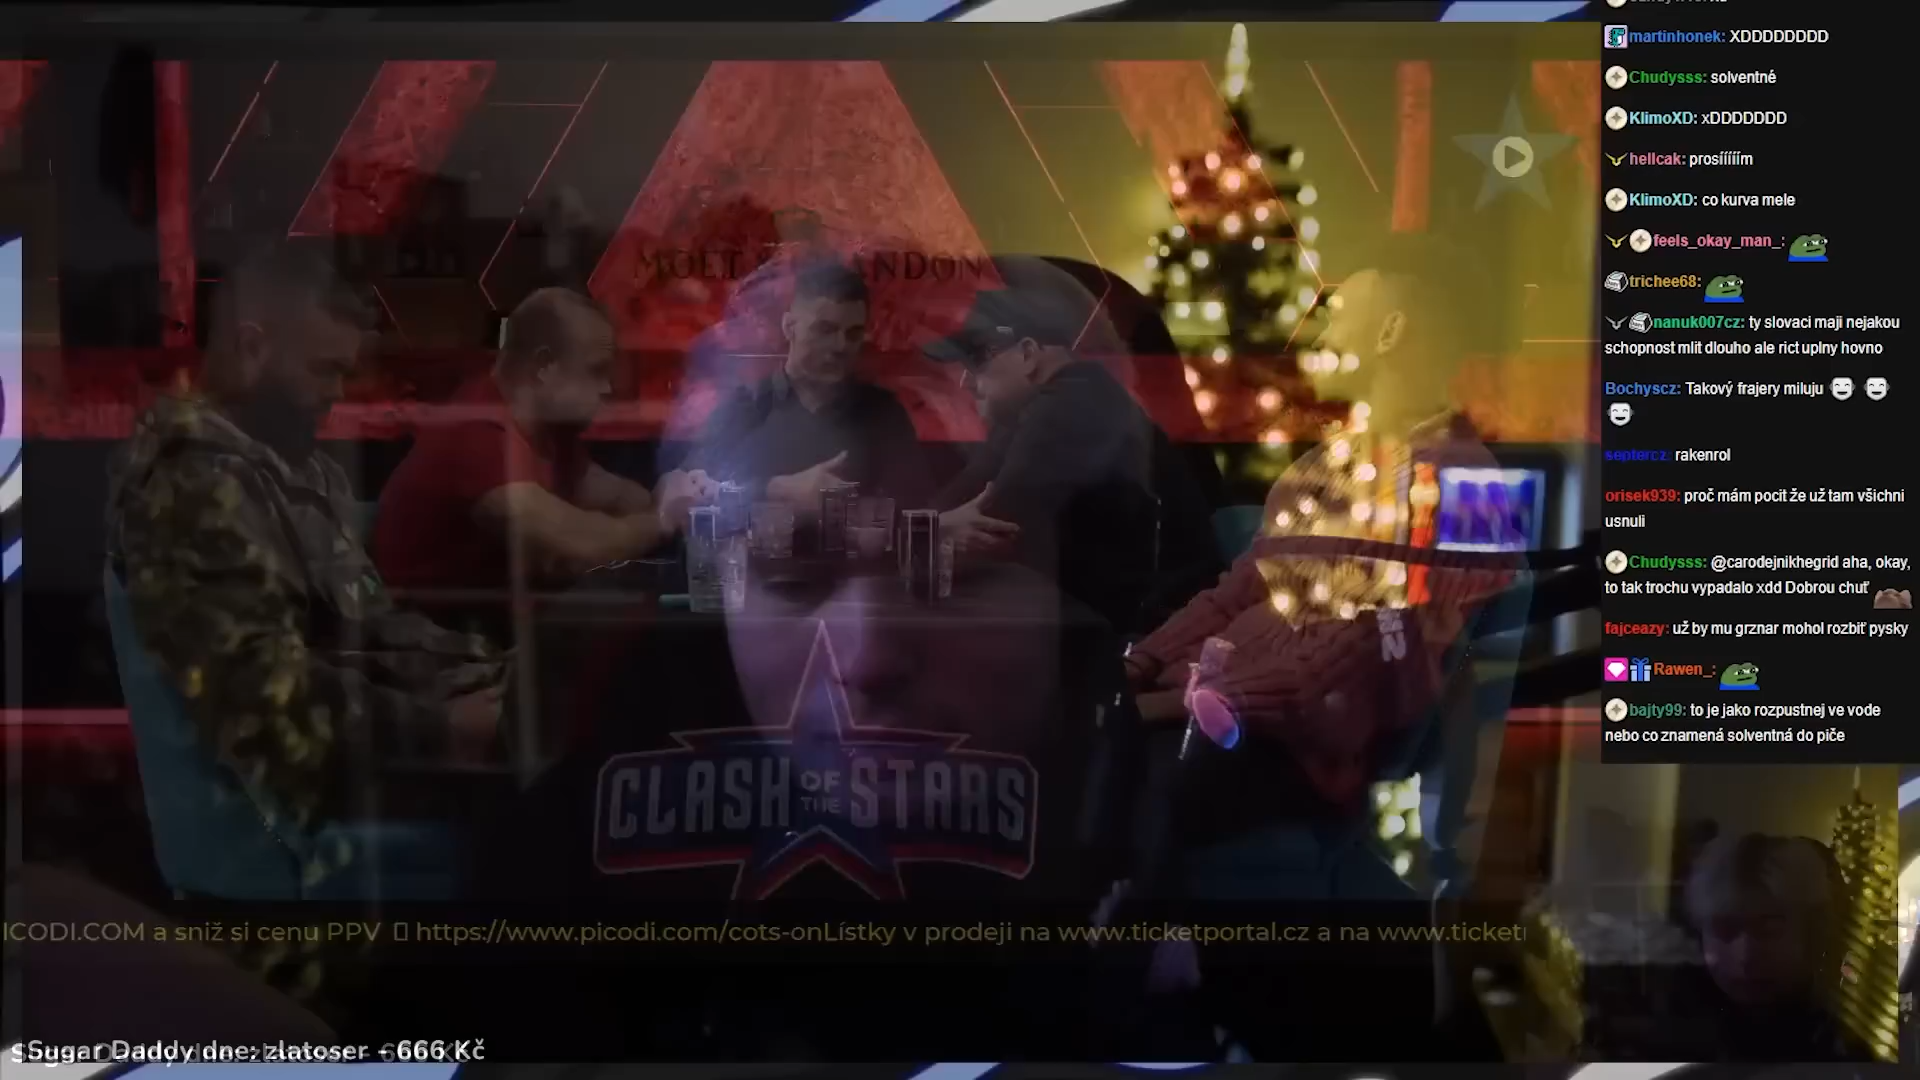 martinhonek: XDDDDDDDD
Chudysss: solventné
KlimoXD: xDDDDDDD
hellcak: prosííííím
KlimoXD: co kurva mele
feels_okay_man_:
trichee68:
nanuk007cz: ty slovaci maji nejakou
schopnost mlit dlouho ale rict uplny hovno
Bochyscz: Takový frajery miluju
septercz: rakenrol
orisek939: proč mám pocit že už tam všichni
usnuli
Chudysss: @carodejnikhegrid aha, okay,
to tak trochu vypadalo xdd Dobrou chuť
fajceazy: už by mu grznar mohol rozbiť pysky
Rawen_:
bajty99: to je jako rozpustnej ve vode
nebo co znamená solventná do piče
CLASH OF THE STARS
ICODI.COM a sniž si cenu PPV https://www.picodi.com/cots-onLístky v prodeji na www.ticketportal.cz a na www.ticket
Sugar Daddy dne: zlatoser - 666 Kč